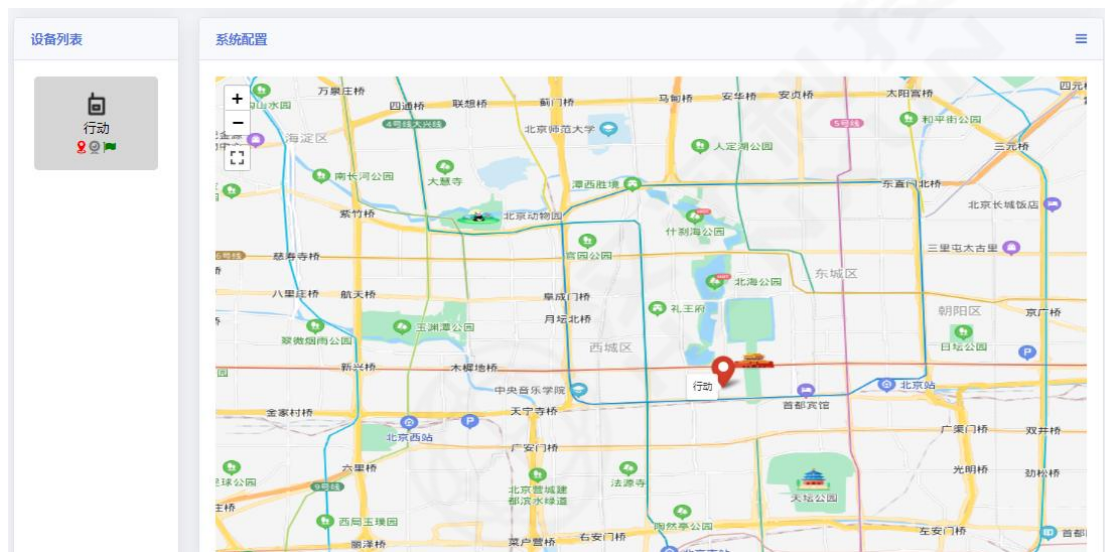 设备列表
系统配置
行动
+
−
万泉庄桥
四通桥
联想桥
蓟门桥
马甸桥
安华桥
安贞桥
太阳宫桥
4号线大兴线
北京师范大学
5号线
和平街公园
海淀区
人定湖公园
三元桥
南长河公园
大慧寺
东直门北桥
北京长城饭店
紫竹桥
北京动物园
什刹海公园
官园公园
三里屯太古里
慈寿寺桥
东城区
北海公园
八里庄桥
航天桥
阜成门桥
礼王府
玉渊潭公园
月坛北桥
朝阳区
京广桥
翠微烟雨公园
西城区
日坛公园
新兴桥
木樨地桥
行动
中央音乐学院
北京站
首都宾馆
金家村桥
天宁寺桥
北京西站
广渠门桥
双井桥
广安门桥
六里桥
光明桥
劲松桥
9号线
北京营城建
都滨水绿道
法源寺
天坛公园
西局玉璞园
陶然亭公园
右安门桥
左安门桥
丽泽桥
菜户营桥